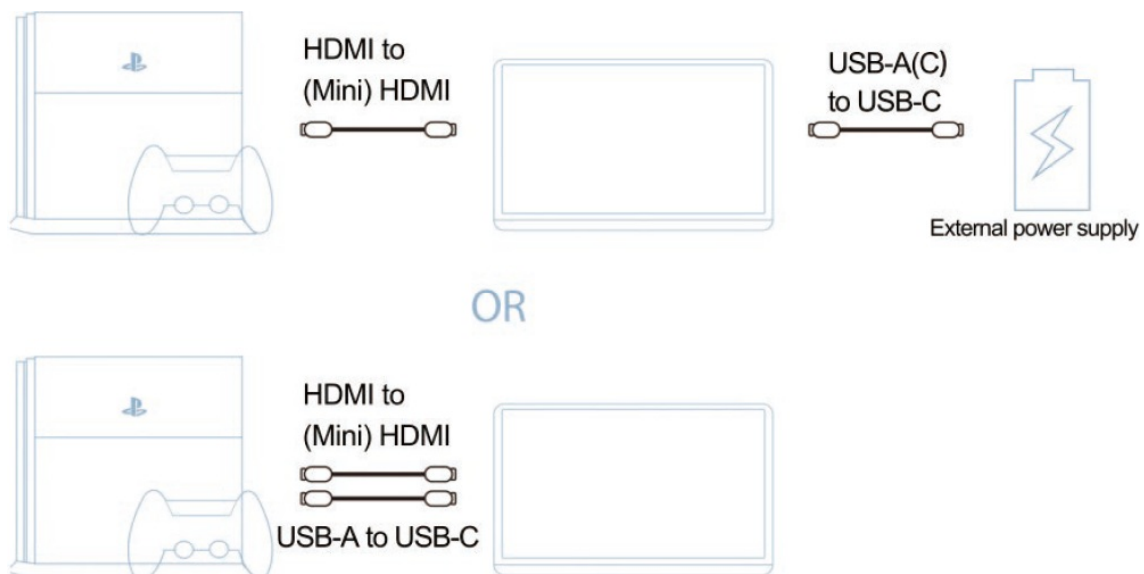 HDMI to
(Mini) HDMI
USB-A(C)
to USB-C
External power supply
OR
HDMI to
(Mini) HDMI
USB-A to USB-C